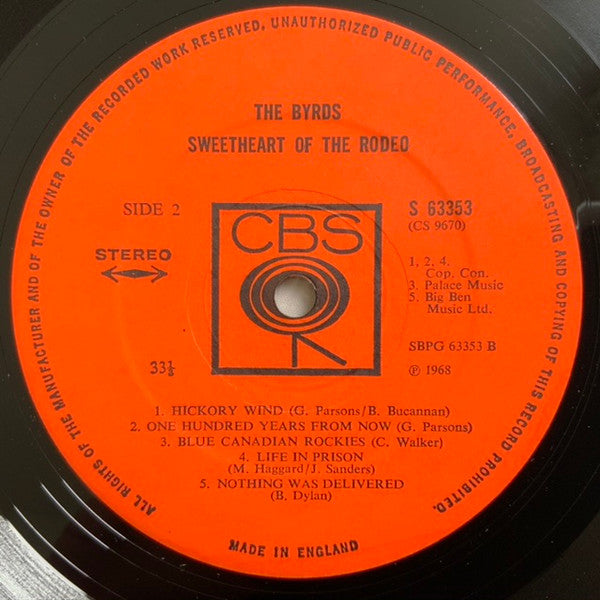 ALL RIGHTS OF THE MANUFACTURER AND OF THE OWNER OF THE RECORDED WORK RESERVED. UNAUTHORIZED PUBLIC PERFORMANCE, BROADCASTING AND COPYING OF THIS RECORD PROHIBITED.
THE BYRDS
SWEETHEART OF THE RODEO
SIDE 2
CBS
S 63353
(CS 9670)
STEREO
1, 2, 4.
Cop. Con.
3. Palace Music
5. Big Ben
Music Ltd.
SBPG 63353 B
33⅓
℗ 1968
1. HICKORY WIND (G. Parsons/B. Bucannan)
2. ONE HUNDRED YEARS FROM NOW (G. Parsons)
3. BLUE CANADIAN ROCKIES (C. Walker)
4. LIFE IN PRISON
(M. Haggard/J. Sanders)
5. NOTHING WAS DELIVERED
(B. Dylan)
MADE IN ENGLAND